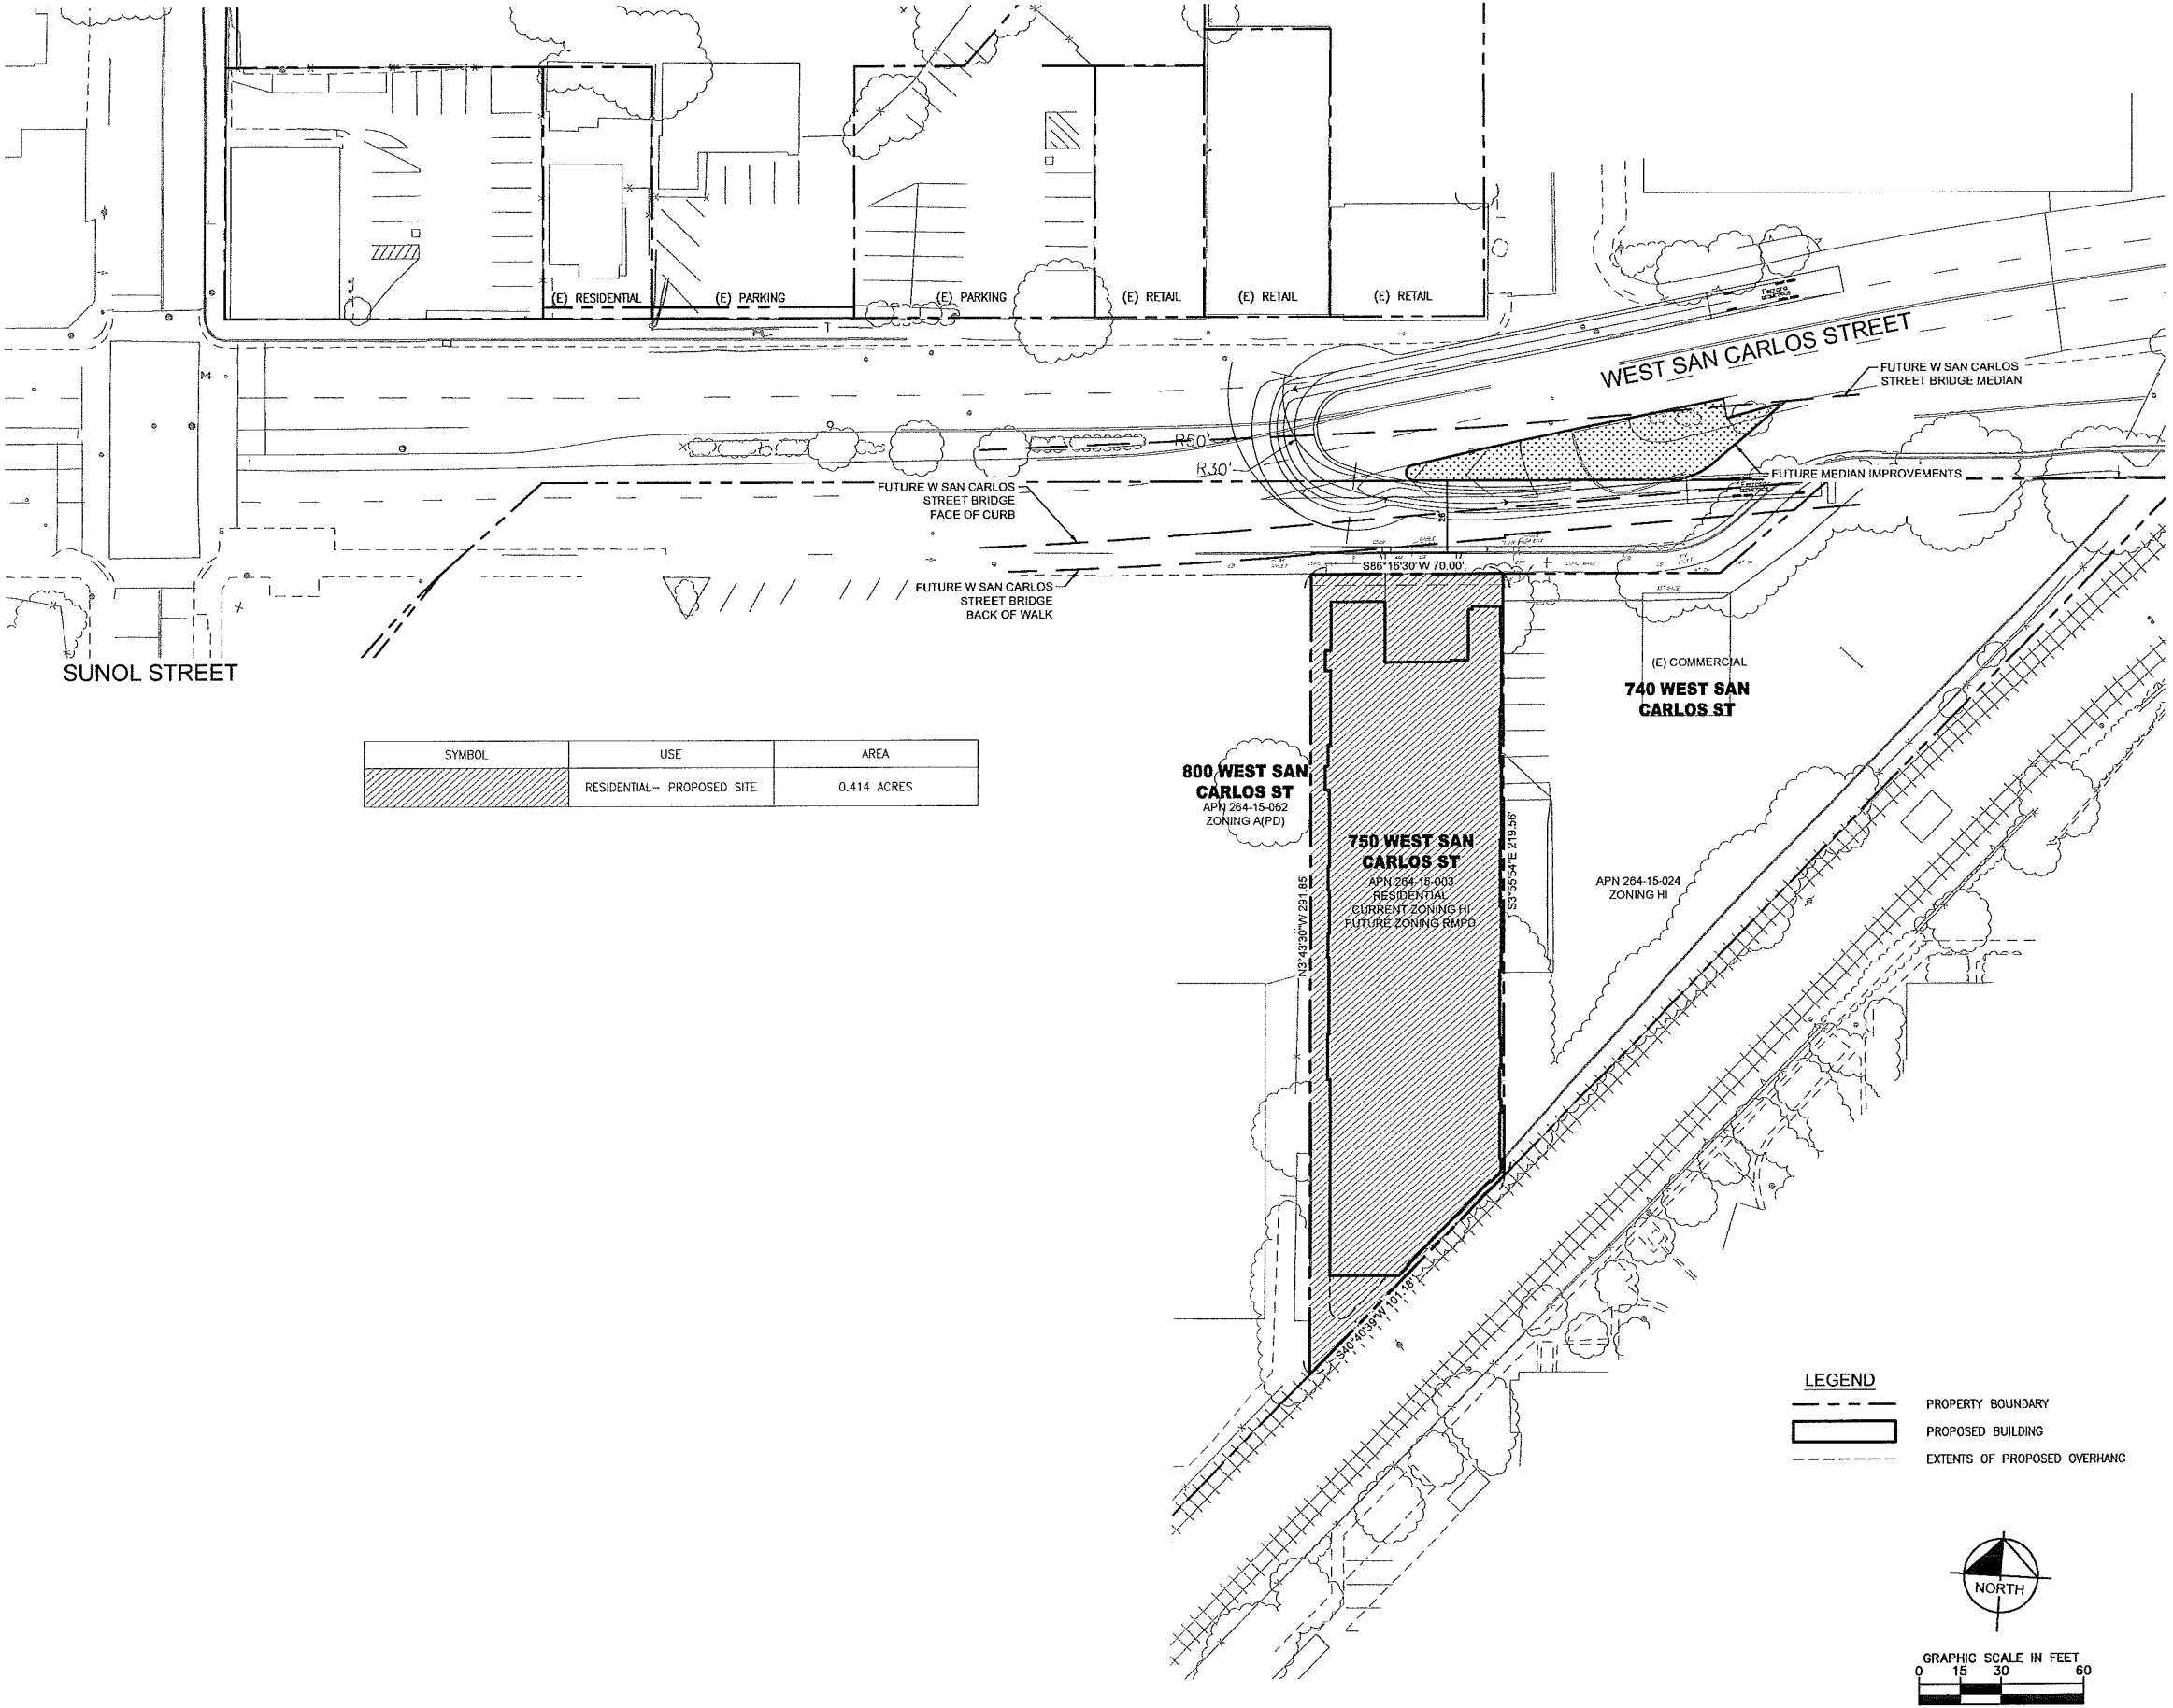 (E) RESIDENTIAL
(E) PARKING
(E) PARKING
(E) RETAIL
(E) RETAIL
(E) RETAIL
WEST SAN CARLOS STREET
FUTURE W SAN CARLOS
STREET BRIDGE MEDIAN
R50'
R30'
FUTURE MEDIAN IMPROVEMENTS
FUTURE W SAN CARLOS
STREET BRIDGE
FACE OF CURB
26'
S86°16'30"W 70.00'
FUTURE W SAN CARLOS
STREET BRIDGE
BACK OF WALK
SUNOL STREET
(E) COMMERCIAL
740 WEST SAN
CARLOS ST
SYMBOL USE AREA
RESIDENTIAL- PROPOSED SITE 0.414 ACRES
800 WEST SAN
CARLOS ST
APN 264-15-062
ZONING A(PD)
750 WEST SAN
CARLOS ST
APN 264-15-003
RESIDENTIAL
CURRENT ZONING HI
FUTURE ZONING RMPD
N3°43'30"W 291.85'
S3°55'54"E 219.56'
APN 264-15-024
ZONING HI
S40°40'39"W 101.18'
LEGEND
PROPERTY BOUNDARY
PROPOSED BUILDING
EXTENTS OF PROPOSED OVERHANG
NORTH
GRAPHIC SCALE IN FEET
0 15 30 60